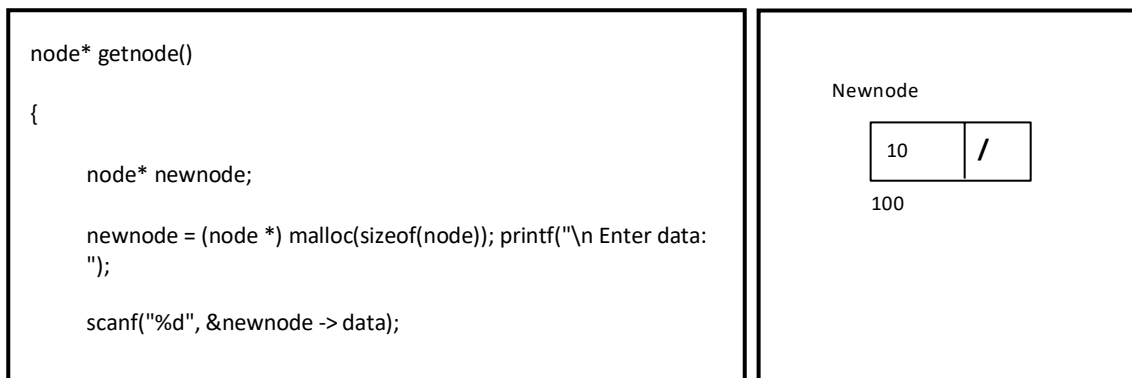 node* getnode()
{
node* newnode;
newnode = (node *) malloc(sizeof(node)); printf("\n Enter data:
");
scanf("%d", &newnode -> data);
Newnode
10 /
100